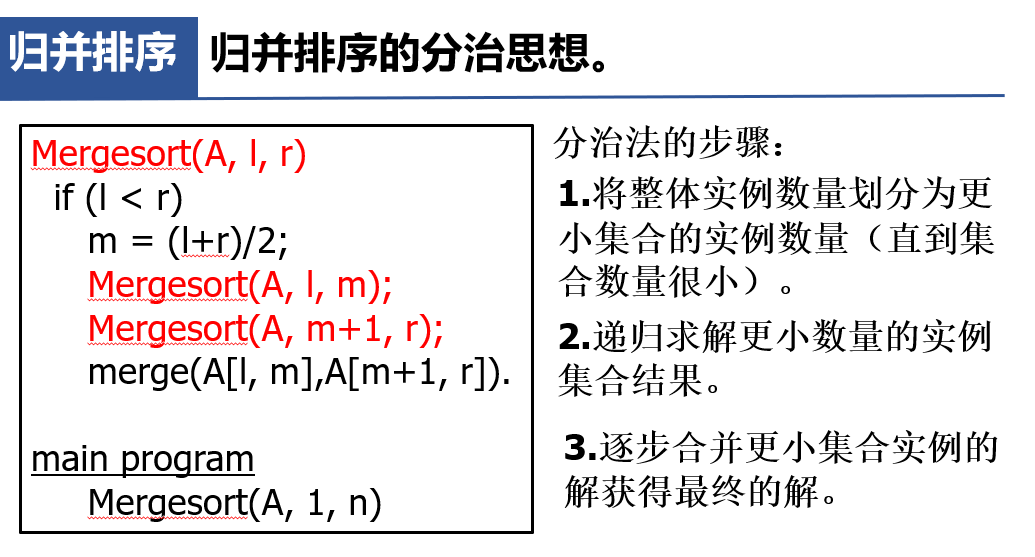 归并排序 归并排序的分治思想。
Mergesort(A, l, r)
if (l < r)
m = (l+r)/2;
Mergesort(A, l, m);
Mergesort(A, m+1, r);
merge(A[l, m],A[m+1, r]).
main program
Mergesort(A, 1, n)
分治法的步骤：
1.将整体实例数量划分为更
小集合的实例数量（直到集
合数量很小）。
2.递归求解更小数量的实例
集合结果。
3.逐步合并更小集合实例的
解获得最终的解。